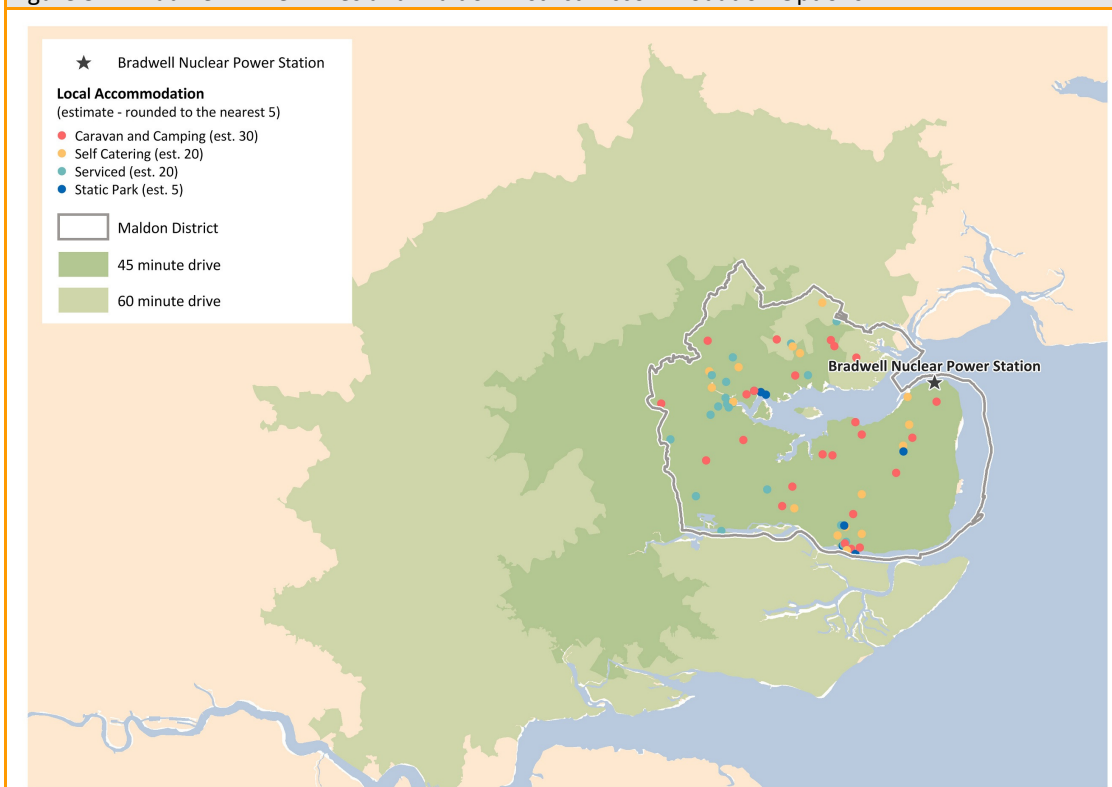 Bradwell Nuclear Power Station
Local Accommodation
(estimate - rounded to the nearest 5)
Caravan and Camping (est. 30)
Self Catering (est. 20)
Serviced (est. 20)
Static Park (est. 5)
Maldon District
45 minute drive
60 minute drive
Bradwell Nuclear Power Station